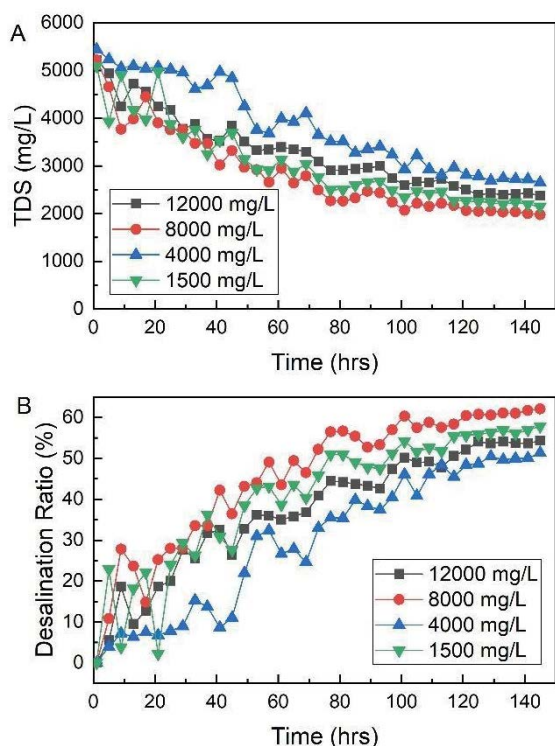 A
TDS (mg/L)
6000
5000
4000
3000
2000
1000
0
12000 mg/L
8000 mg/L
4000 mg/L
1500 mg/L
0 20 40 60 80 100 120 140
Time (hrs)
B
Desalination Ratio (%)
60
50
40
30
20
10
0
12000 mg/L
8000 mg/L
4000 mg/L
1500 mg/L
0 20 40 60 80 100 120 140
Time (hrs)